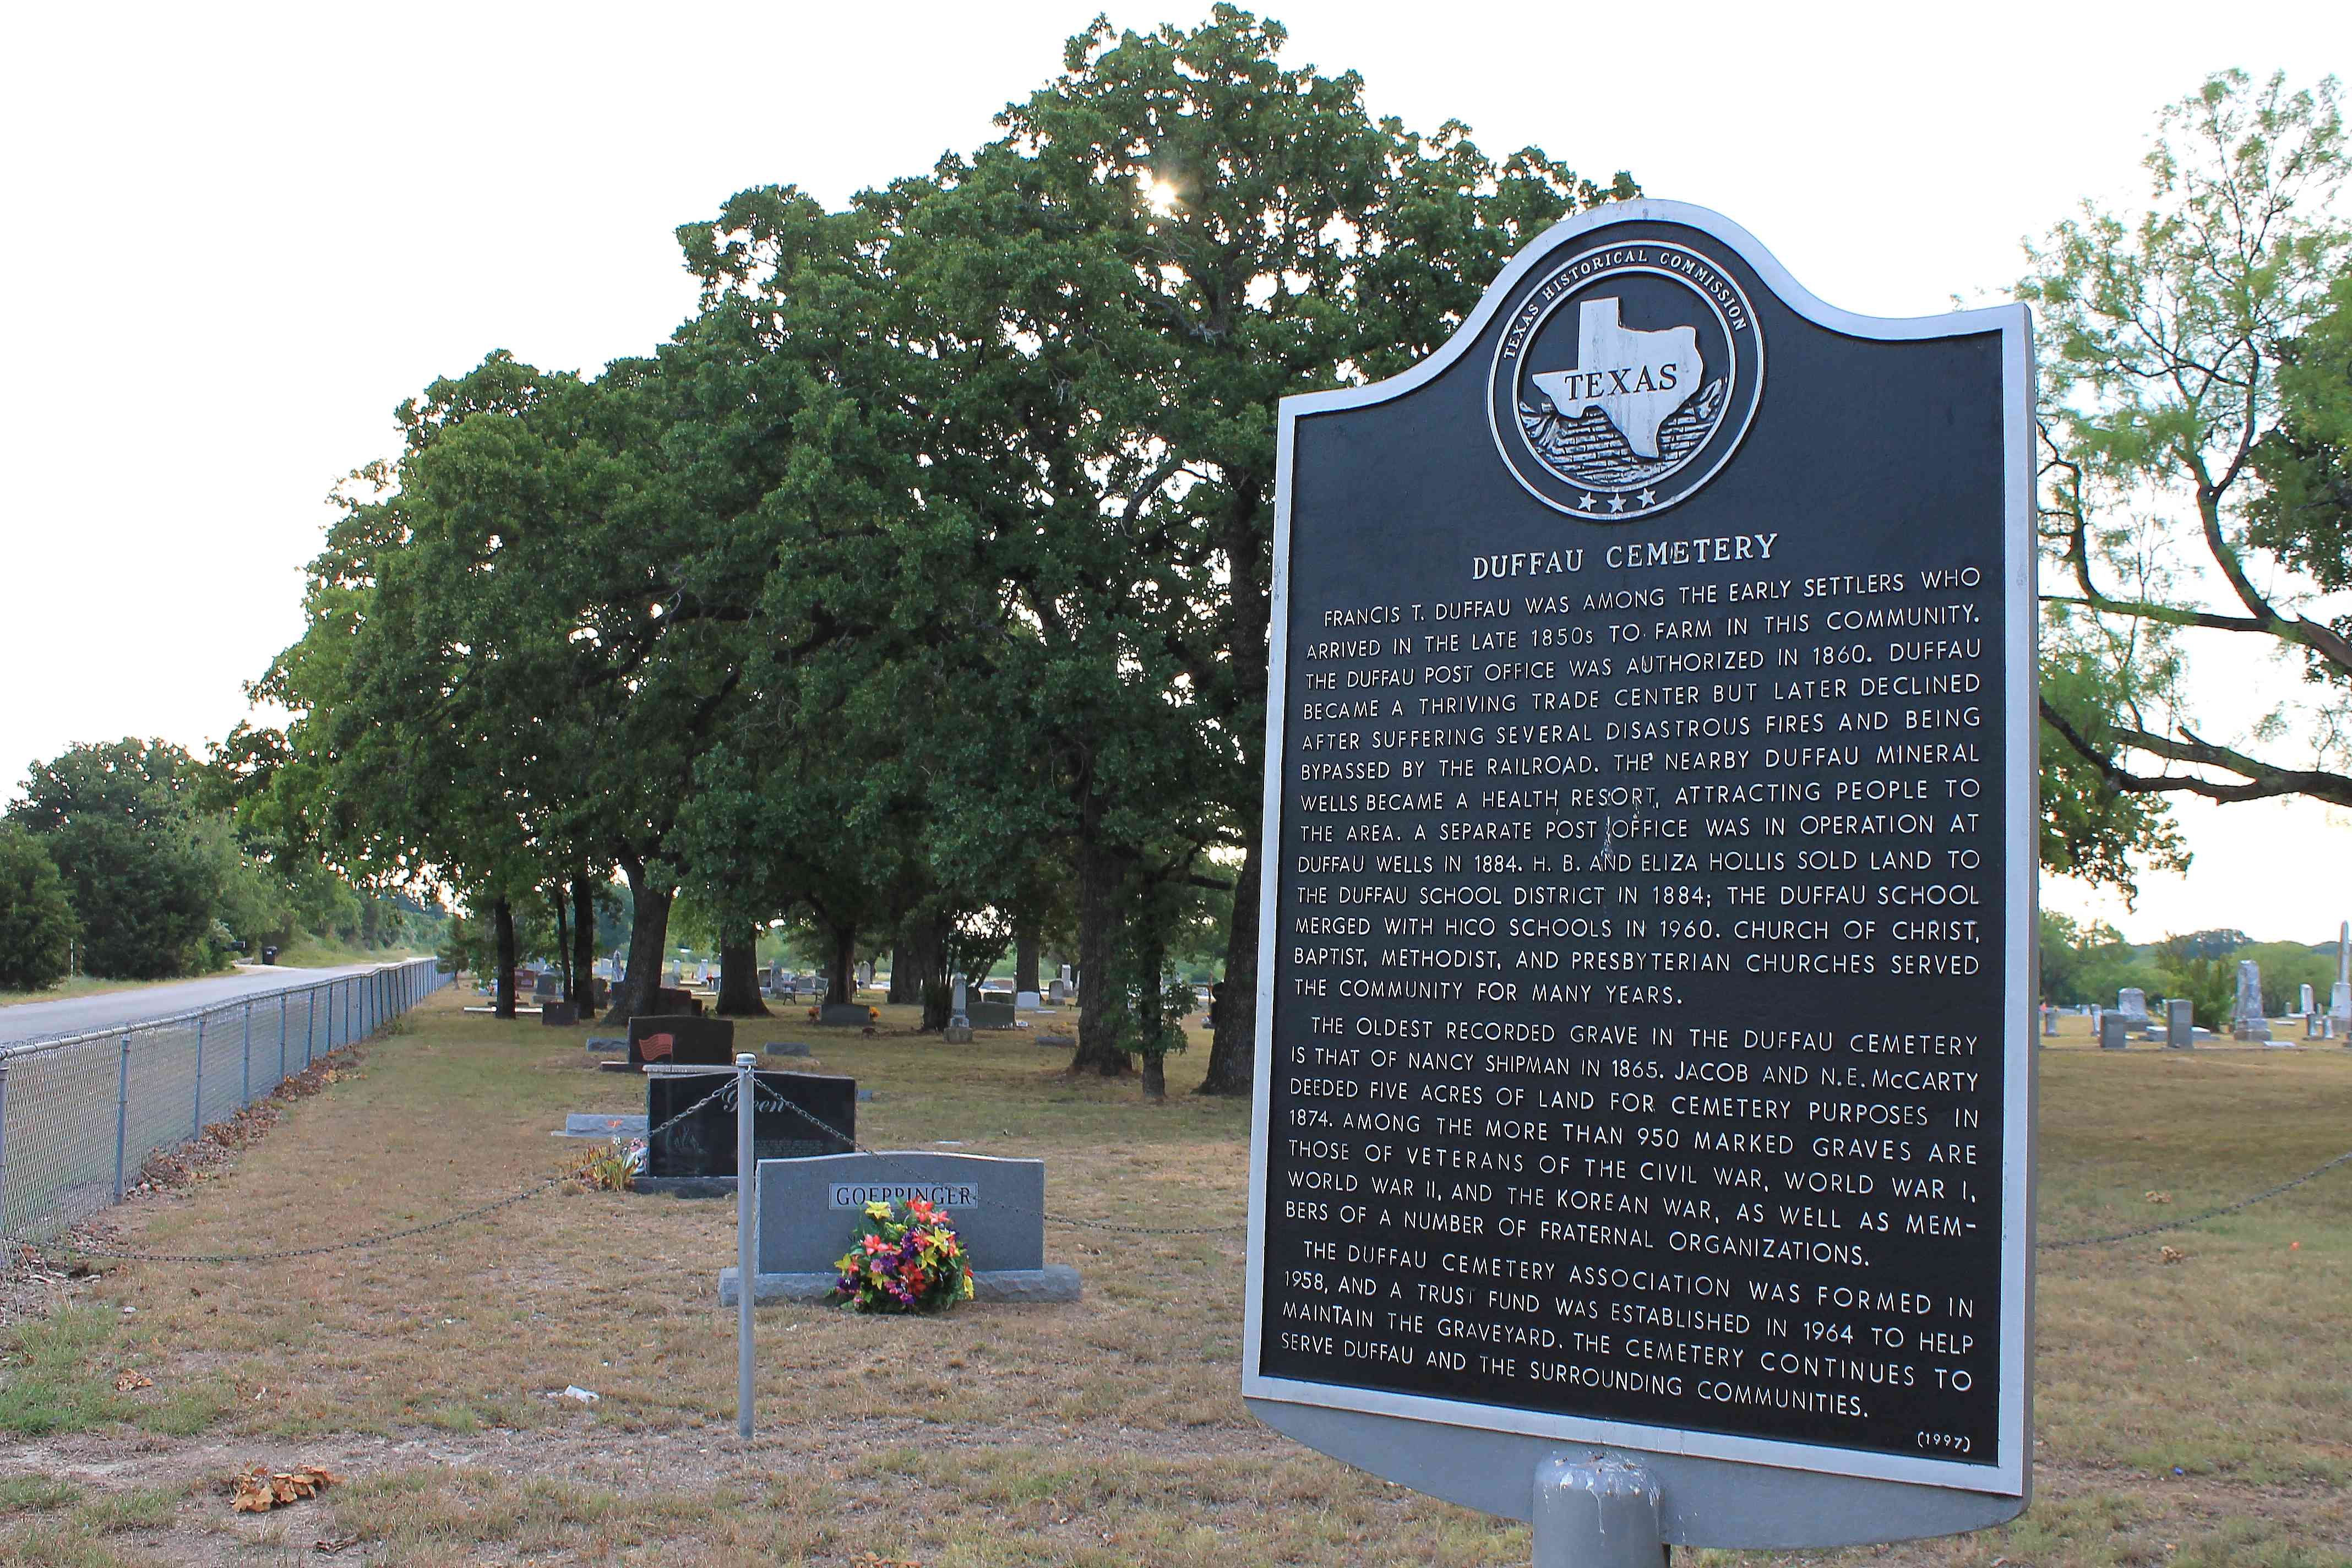 TEXAS HISTORICAL COMMISSION
TEXAS
DUFFAU CEMETERY
FRANCIS T. DUFFAU WAS AMONG THE EARLY SETTLERS WHO
ARRIVED IN THE LATE 1850s TO FARM IN THIS COMMUNITY.
THE DUFFAU POST OFFICE WAS AUTHORIZED IN 1860. DUFFAU
BECAME A THRIVING TRADE CENTER BUT LATER DECLINED
AFTER SUFFERING SEVERAL DISASTROUS FIRES AND BEING
BYPASSED BY THE RAILROAD. THE NEARBY DUFFAU MINERAL
WELLS BECAME A HEALTH RESORT, ATTRACTING PEOPLE TO
THE AREA. A SEPARATE POST OFFICE WAS IN OPERATION AT
DUFFAU WELLS IN 1884. H. B. AND ELIZA HOLLIS SOLD LAND TO
THE DUFFAU SCHOOL DISTRICT IN 1884; THE DUFFAU SCHOOL
MERGED WITH HICO SCHOOLS IN 1960. CHURCH OF CHRIST,
BAPTIST, METHODIST, AND PRESBYTERIAN CHURCHES SERVED
THE COMMUNITY FOR MANY YEARS.
THE OLDEST RECORDED GRAVE IN THE DUFFAU CEMETERY
IS THAT OF NANCY SHIPMAN IN 1865. JACOB AND N.E. McCARTY
DEEDED FIVE ACRES OF LAND FOR CEMETERY PURPOSES IN
1874. AMONG THE MORE THAN 950 MARKED GRAVES ARE
THOSE OF VETERANS OF THE CIVIL WAR, WORLD WAR I,
WORLD WAR II, AND THE KOREAN WAR, AS WELL AS MEM-
BERS OF A NUMBER OF FRATERNAL ORGANIZATIONS.
THE DUFFAU CEMETERY ASSOCIATION WAS FORMED IN
1958, AND A TRUST FUND WAS ESTABLISHED IN 1964 TO HELP
MAINTAIN THE GRAVEYARD. THE CEMETERY CONTINUES TO
SERVE DUFFAU AND THE SURROUNDING COMMUNITIES.
(1997)
GOEPPINGER